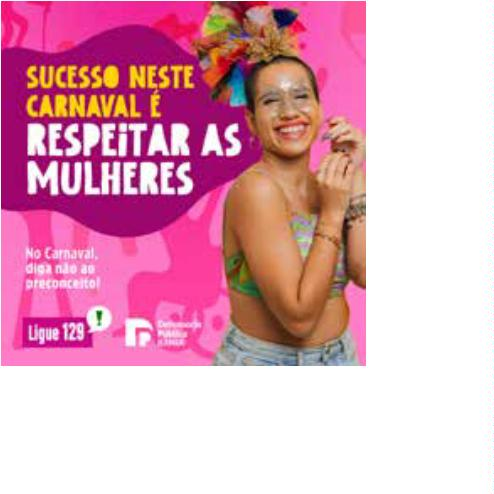 SUCESSO NESTE
CARNAVAL É
RESPEITAR AS
MULHERES
No Carnaval,
diga não ao
preconceito!
Ligue 129
!
Defensoria
Pública